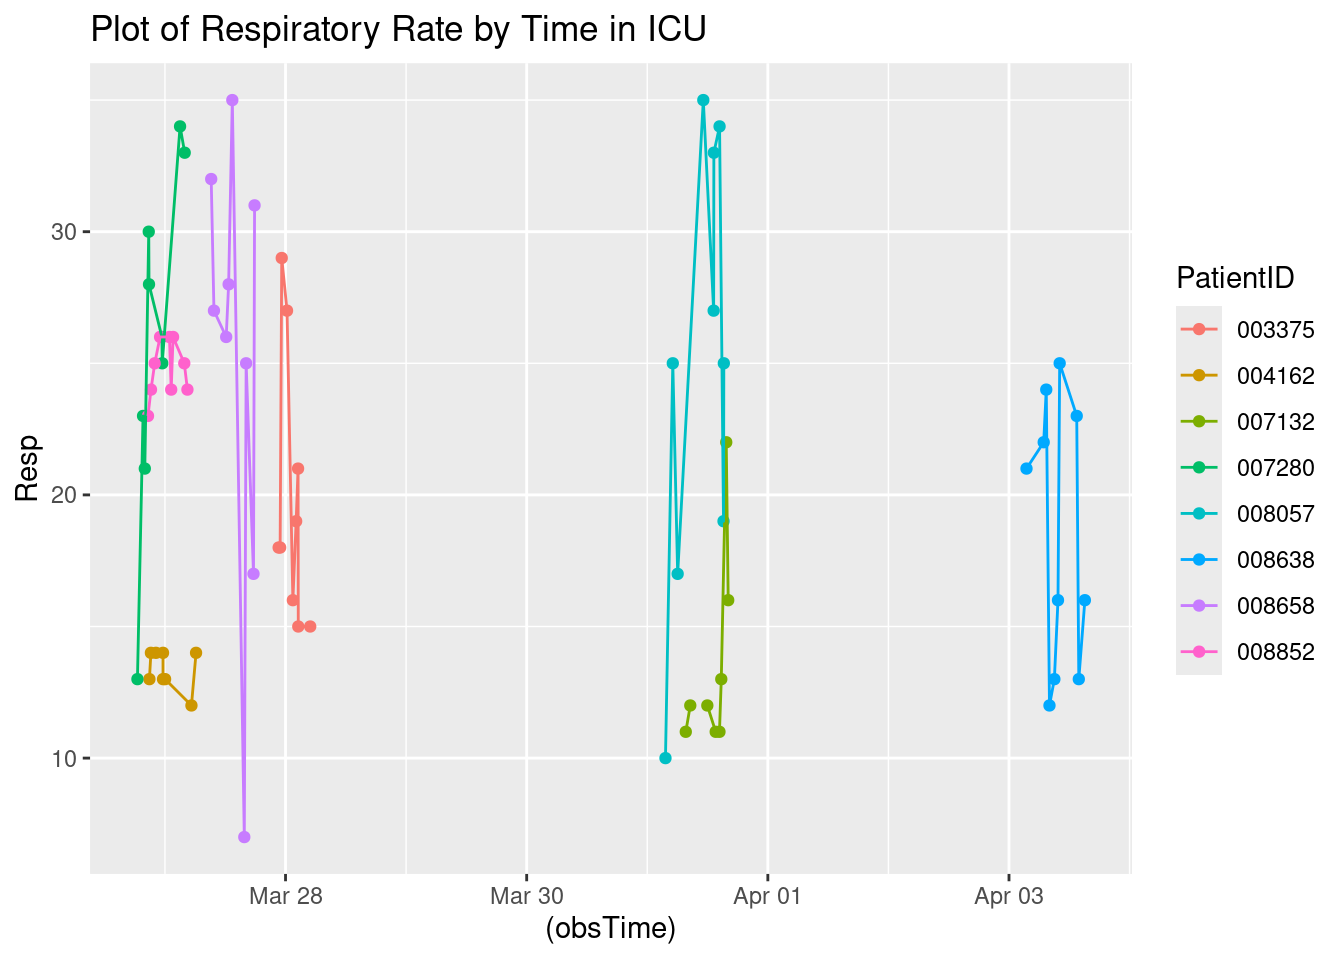 Plot of Respiratory Rate by Time in ICU
Resp
30
20
10
Mar 28
Mar 30
Apr 01
Apr 03
(obsTime)
PatientID
003375
004162
007132
007280
008057
008638
008658
008852